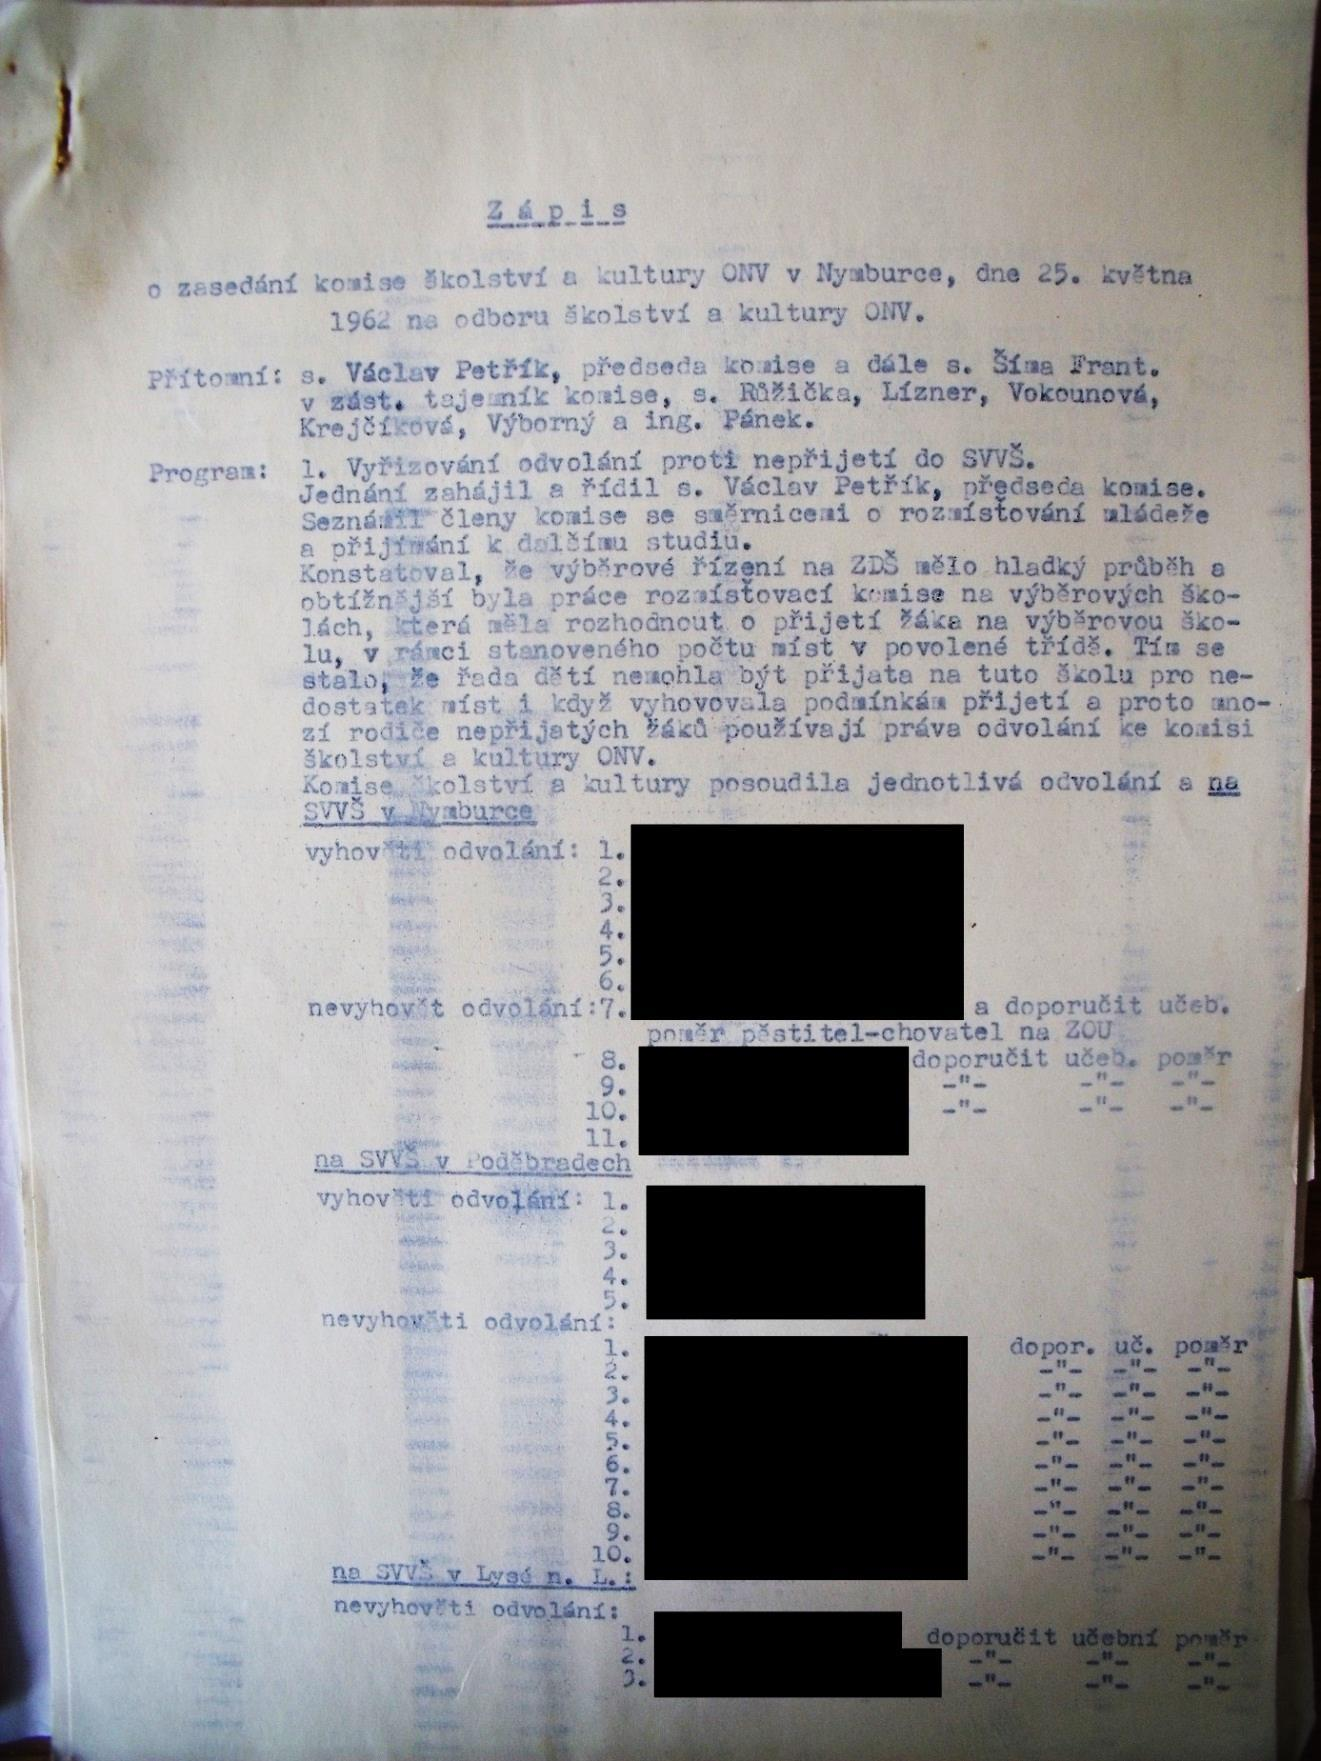 Zápis
o zasedání komise školství a kultury ONV v Nymburce, dne 25. května
1962 na odboru školství a kultury ONV.
Přítomni: s. Václav Petřík, předseda komise a dále s. Šíma Frant.
v zást. tajemník komise, s. Růžička, Lízner, Vokounová,
Krejčíková, Výborný a ing. Pánek.
Program: 1. Vyřizování odvolání proti nepřijetí do SVVŠ.
Jednání zahájil a řídil s. Václav Petřík, předseda komise.
Seznámil členy komise se směrnicemi o rozmísťování mládeže
a přijímání k dalšímu studiu.
Konstatoval, že výběrové řízení na ZDŠ mělo hladký průběh a
obtížnější byla práce rozmísťovací komise na výběrových ško-
lách, která měla rozhodnout o přijetí žáka na výběrovou ško-
lu, v rámci stanoveného počtu míst v povolené třídě. Tím se
stalo, že řada dětí nemohla být přijata na tuto školu pro ne-
dostatek míst i když vyhovovala podmínkám přijetí a proto mno-
zí rodiče nepřijatých žáků používají práva odvolání ke komisi
školství a kultury ONV.
Komise školství a kultury posoudila jednotlivá odvolání a na
SVVŠ v Nymburce
vyhověti odvolání: 1.
2.
3.
4.
5.
6.
nevyhovět odvolání:7. a doporučit učeb.
poměr pěstitel-chovatel na ZOU
8. doporučit učeb. poměr
9. -"- -"- -"-
10. -"- -"- -"-
11.
na SVVŠ v Poděbradech
vyhověti odvolání: 1.
2.
3.
4.
5.
nevyhověti odvolání:
1. dopor. uč. poměr
2. -"- -"- -"-
3. -"- -"- -"-
4. -"- -"- -"-
5. -"- -"- -"-
6. -"- -"- -"-
7. -"- -"- -"-
8. -"- -"- -"-
9. -"- -"- -"-
10. -"- -"- -"-
na SVVŠ v Lysé n. L.:
nevyhověti odvolání:
1. doporučit učební poměr
2. -"- -"- -"-
3. -"- -"- -"-